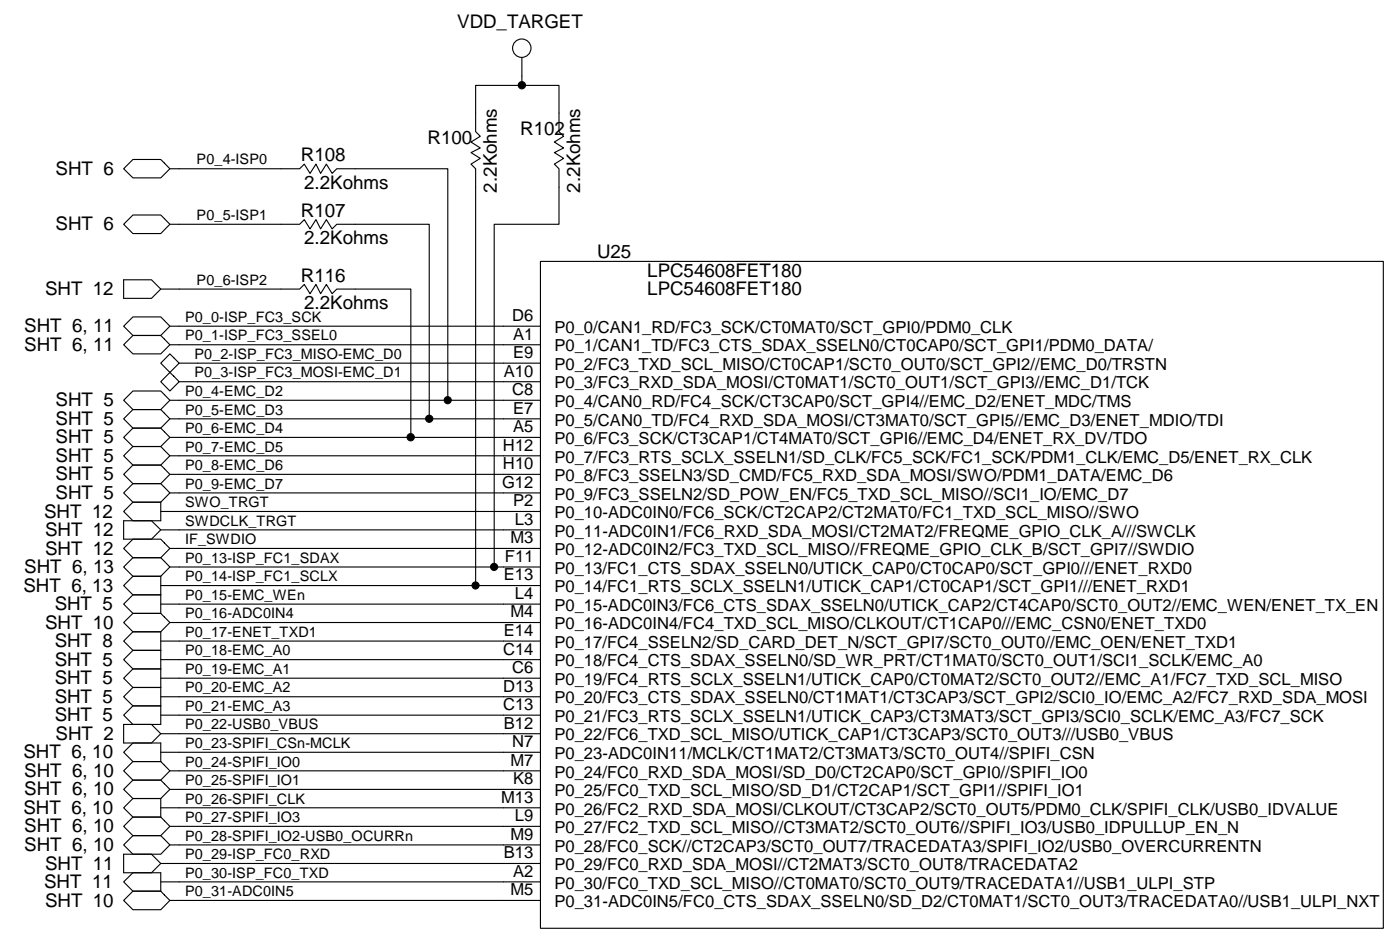 VDD_TARGET
R100
2.2Kohms
R102
2.2Kohms
SHT 6 P0_4-ISP0 R108
2.2Kohms
SHT 6 P0_5-ISP1 R107
2.2Kohms
SHT 12 P0_6-ISP2 R116
2.2Kohms
U25
LPC54608FET180
LPC54608FET180
SHT 6, 11 P0_0-ISP_FC3_SCK D6 P0_0/CAN1_RD/FC3_SCK/CT0MAT0/SCT_GPI0/PDM0_CLK
SHT 6, 11 P0_1-ISP_FC3_SSEL0 A1 P0_1/CAN1_TD/FC3_CTS_SDAX_SSELN0/CT0CAP0/SCT_GPI1/PDM0_DATA/
P0_2-ISP_FC3_MISO-EMC_D0 E9 P0_2/FC3_TXD_SCL_MISO/CT0CAP1/SCT0_OUT0/SCT_GPI2//EMC_D0/TRSTN
P0_3-ISP_FC3_MOSI-EMC_D1 A10 P0_3/FC3_RXD_SDA_MOSI/CT0MAT1/SCT0_OUT1/SCT_GPI3//EMC_D1/TCK
SHT 5 P0_4-EMC_D2 C8 P0_4/CAN0_RD/FC4_SCK/CT3CAP0/SCT_GPI4//EMC_D2/ENET_MDC/TMS
SHT 5 P0_5-EMC_D3 E7 P0_5/CAN0_TD/FC4_RXD_SDA_MOSI/CT3MAT0/SCT_GPI5//EMC_D3/ENET_MDIO/TDI
SHT 5 P0_6-EMC_D4 A5 P0_6/FC3_SCK/CT3CAP1/CT4MAT0/SCT_GPI6//EMC_D4/ENET_RX_DV/TDO
SHT 5 P0_7-EMC_D5 H12 P0_7/FC3_RTS_SCLX_SSELN1/SD_CLK/FC5_SCK/FC1_SCK/PDM1_CLK/EMC_D5/ENET_RX_CLK
SHT 5 P0_8-EMC_D6 H10 P0_8/FC3_SSELN3/SD_CMD/FC5_RXD_SDA_MOSI/SWO/PDM1_DATA/EMC_D6
SHT 5 P0_9-EMC_D7 G12 P0_9/FC3_SSELN2/SD_POW_EN/FC5_TXD_SCL_MISO//SCI1_IO/EMC_D7
SHT 12 SWO_TRGT P2 P0_10-ADC0IN0/FC6_SCK/CT2CAP2/CT2MAT0/FC1_TXD_SCL_MISO//SWO
SHT 12 SWDCLK_TRGT L3 P0_11-ADC0IN1/FC6_RXD_SDA_MOSI/CT2MAT2/FREQME_GPIO_CLK_A///SWCLK
SHT 12 IF_SWDIO M3 P0_12-ADC0IN2/FC3_TXD_SCL_MISO//FREQME_GPIO_CLK_B/SCT_GPI7//SWDIO
SHT 6, 13 P0_13-ISP_FC1_SDAX F11 P0_13/FC1_CTS_SDAX_SSELN0/UTICK_CAP0/CT0CAP0/SCT_GPI0///ENET_RXD0
SHT 6, 13 P0_14-ISP_FC1_SCLX E13 P0_14/FC1_RTS_SCLX_SSELN1/UTICK_CAP1/CT0CAP1/SCT_GPI1///ENET_RXD1
SHT 5 P0_15-EMC_WEn L4 P0_15-ADC0IN3/FC6_CTS_SDAX_SSELN0/UTICK_CAP2/CT4CAP0/SCT0_OUT2//EMC_WEN/ENET_TX_EN
SHT 10 P0_16-ADC0IN4 M4 P0_16-ADC0IN4/FC4_TXD_SCL_MISO/CLKOUT/CT1CAP0///EMC_CSN0/ENET_TXD0
SHT 8 P0_17-ENET_TXD1 E14 P0_17/FC4_SSELN2/SD_CARD_DET_N/SCT_GPI7/SCT0_OUT0//EMC_OEN/ENET_TXD1
SHT 5 P0_18-EMC_A0 C14 P0_18/FC4_CTS_SDAX_SSELN0/SD_WR_PRT/CT1MAT0/SCT0_OUT1/SCI1_SCLK/EMC_A0
SHT 5 P0_19-EMC_A1 C6 P0_19/FC4_RTS_SCLX_SSELN1/UTICK_CAP0/CT0MAT2/SCT0_OUT2//EMC_A1/FC7_TXD_SCL_MISO
SHT 5 P0_20-EMC_A2 D13 P0_20/FC3_CTS_SDAX_SSELN0/CT1MAT1/CT3CAP3/SCT_GPI2/SCI0_IO/EMC_A2/FC7_RXD_SDA_MOSI
SHT 5 P0_21-EMC_A3 C13 P0_21/FC3_RTS_SCLX_SSELN1/UTICK_CAP3/CT3MAT3/SCT_GPI3/SCI0_SCLK/EMC_A3/FC7_SCK
SHT 2 P0_22-USB0_VBUS B12 P0_22/FC6_TXD_SCL_MISO/UTICK_CAP1/CT3CAP3/SCT0_OUT3///USB0_VBUS
SHT 6, 10 P0_23-SPIFI_CSn-MCLK N7 P0_23-ADC0IN11/MCLK/CT1MAT2/CT3MAT3/SCT0_OUT4//SPIFI_CSN
SHT 6, 10 P0_24-SPIFI_IO0 M7 P0_24/FC0_RXD_SDA_MOSI/SD_D0/CT2CAP0/SCT_GPI0//SPIFI_IO0
SHT 6, 10 P0_25-SPIFI_IO1 K8 P0_25/FC0_TXD_SCL_MISO/SD_D1/CT2CAP1/SCT_GPI1//SPIFI_IO1
SHT 6, 10 P0_26-SPIFI_CLK M13 P0_26/FC2_RXD_SDA_MOSI/CLKOUT/CT3CAP2/SCT0_OUT5/PDM0_CLK/SPIFI_CLK/USB0_IDVALUE
SHT 6, 10 P0_27-SPIFI_IO3 L9 P0_27/FC2_TXD_SCL_MISO//CT3MAT2/SCT0_OUT6//SPIFI_IO3/USB0_IDPULLUP_EN_N
SHT 6, 10 P0_28-SPIFI_IO2-USB0_OCURRn M9 P0_28/FC0_SCK//CT2CAP3/SCT0_OUT7/TRACEDATA3/SPIFI_IO2/USB0_OVERCURRENTN
SHT 11 P0_29-ISP_FC0_RXD B13 P0_29/FC0_RXD_SDA_MOSI//CT2MAT3/SCT0_OUT8/TRACEDATA2
SHT 11 P0_30-ISP_FC0_TXD A2 P0_30/FC0_TXD_SCL_MISO//CT0MAT0/SCT0_OUT9/TRACEDATA1//USB1_ULPI_STP
SHT 10 P0_31-ADC0IN5 M5 P0_31-ADC0IN5/FC0_CTS_SDAX_SSELN0/SD_D2/CT0MAT1/SCT0_OUT3/TRACEDATA0//USB1_ULPI_NXT